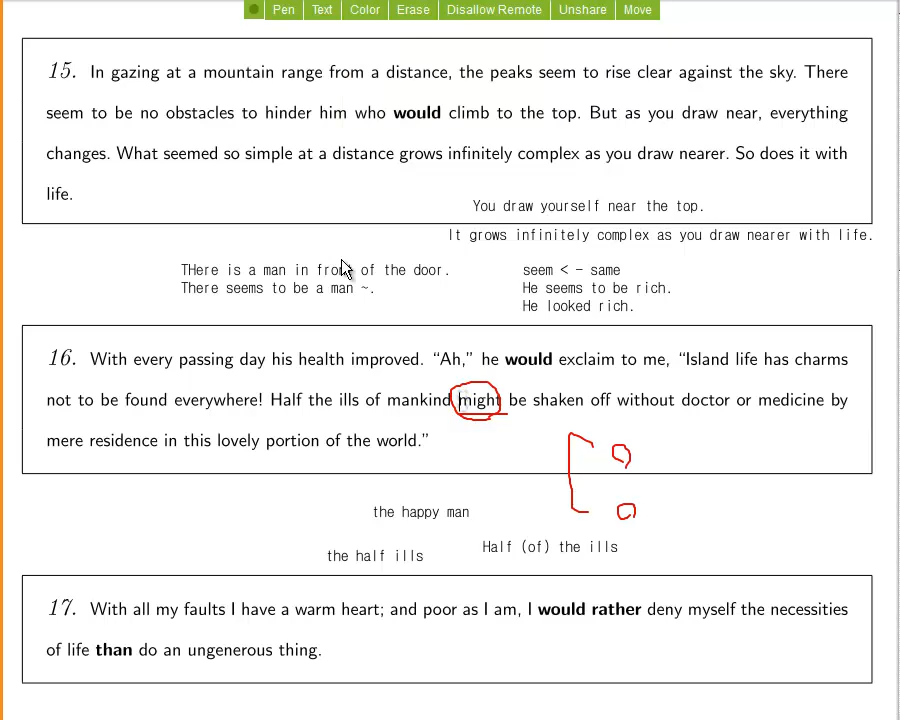 Pen Text Color Erase Disallow Remote Unshare Move
15. In gazing at a mountain range from a distance, the peaks seem to rise clear against the sky. There
seem to be no obstacles to hinder him who would climb to the top. But as you draw near, everything
changes. What seemed so simple at a distance grows infinitely complex as you draw nearer. So does it with
life.
You draw yourself near the top.
It grows infinitely complex as you draw nearer with life.
THere is a man in front of the door.
There seems to be a man ~.
seem < - same
He seems to be rich.
He looked rich.
16. With every passing day his health improved. “Ah,” he would exclaim to me, “Island life has charms
not to be found everywhere! Half the ills of mankind might be shaken off without doctor or medicine by
mere residence in this lovely portion of the world.”
the happy man
Half (of) the ills
the half ills
17. With all my faults I have a warm heart; and poor as I am, I would rather deny myself the necessities
of life than do an ungenerous thing.